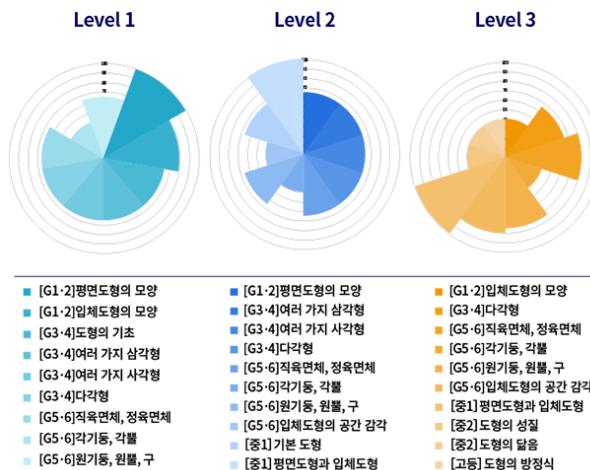 Level 1
Level 2
Level 3
[G1·2]평면도형의 모양
[G1·2]입체도형의 모양
[G3·4]도형의 기초
[G3·4]여러 가지 삼각형
[G3·4]여러 가지 사각형
[G3·4]다각형
[G5·6]직육면체, 정육면체
[G5·6]각기둥, 각뿔
[G5·6]원기둥, 원뿔, 구
[G1·2]평면도형의 모양
[G3·4]여러 가지 삼각형
[G3·4]여러 가지 사각형
[G3·4]다각형
[G5·6]직육면체, 정육면체
[G5·6]각기둥, 각뿔
[G5·6]원기둥, 원뿔, 구
[G5·6]입체도형의 공간 감각
[중1]기본 도형
[중1]평면도형과 입체도형
[G1·2]입체도형의 모양
[G3·4]다각형
[G5·6]직육면체, 정육면체
[G5·6]각기둥, 각뿔
[G5·6]원기둥, 원뿔, 구
[G5·6]입체도형의 공간 감각
[중1]평면도형과 입체도형
[중2]도형의 성질
[중2]도형의 닮음
[고등]도형의 방정식